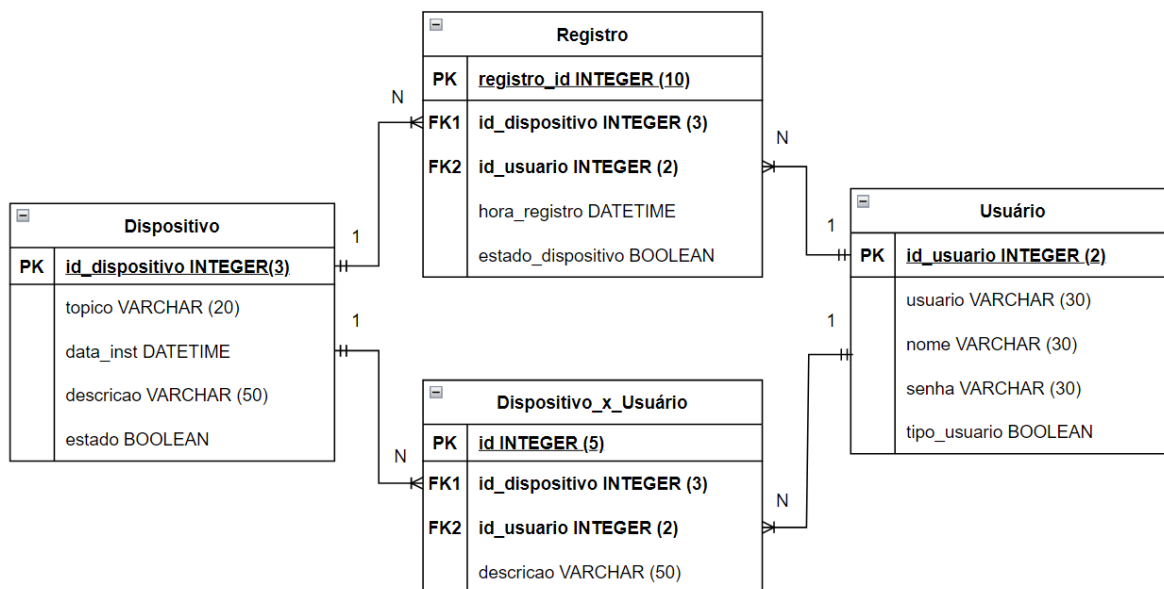 Registro
PK registro_id INTEGER (10)
FK1 id_dispositivo INTEGER (3)
FK2 id_usuario INTEGER (2)
hora_registro DATETIME
estado_dispositivo BOOLEAN
N
N
Dispositivo
PK id_dispositivo INTEGER(3)
topico VARCHAR (20)
data_inst DATETIME
descricao VARCHAR (50)
estado BOOLEAN
1
1
Usuário
PK id_usuario INTEGER (2)
usuario VARCHAR (30)
nome VARCHAR (30)
senha VARCHAR (30)
tipo_usuario BOOLEAN
1
1
Dispositivo_x_Usuário
PK id INTEGER (5)
FK1 id_dispositivo INTEGER (3)
FK2 id_usuario INTEGER (2)
descricao VARCHAR (50)
N
N